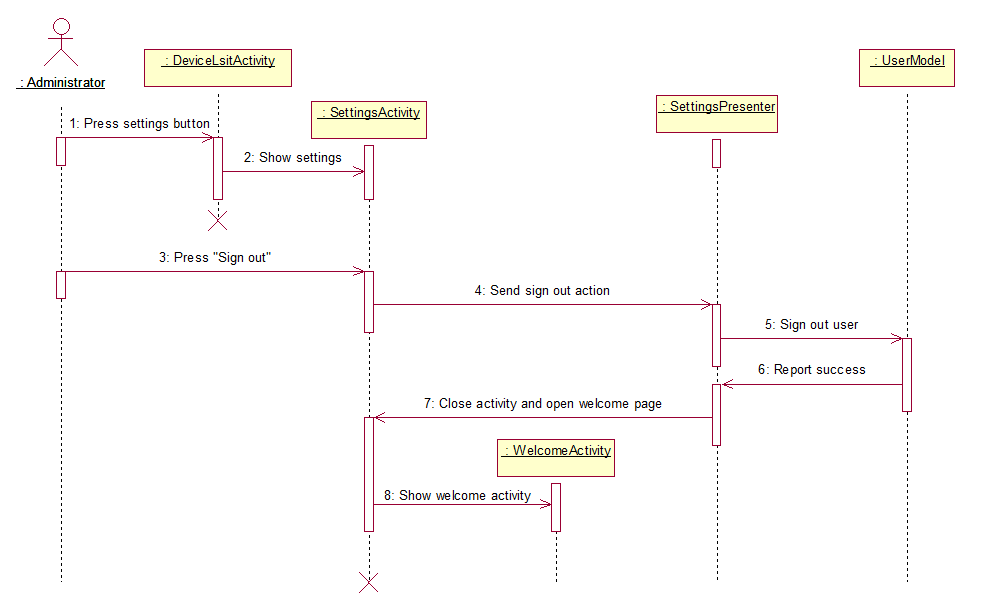 : Administrator
: DeviceLsitActivity
: SettingsActivity
: SettingsPresenter
: UserModel
1: Press settings button
2: Show settings
3: Press "Sign out"
4: Send sign out action
5: Sign out user
6: Report success
7: Close activity and open welcome page
: WelcomeActivity
8: Show welcome activity